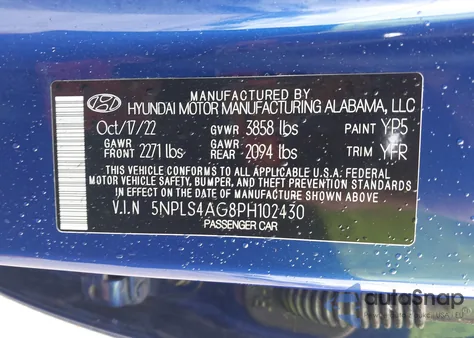 MANUFACTURED BY
HYUNDAI MOTOR MANUFACTURING ALABAMA, LLC
Oct/17/22 GVWR 3858 lbs PAINT YP5
GAWR FRONT 2271 lbs GAWR REAR 2094 lbs TRIM YFR
THIS VEHICLE CONFORMS TO ALL APPLICABLE U.S.A. FEDERAL
MOTOR VEHICLE SAFETY, BUMPER, AND THEFT PREVENTION STANDARDS
IN EFFECT ON THE DATE OF MANUFACTURE SHOWN ABOVE
V.I.N 5NPLS4AG8PH102430
PASSENGER CAR
autoSnap